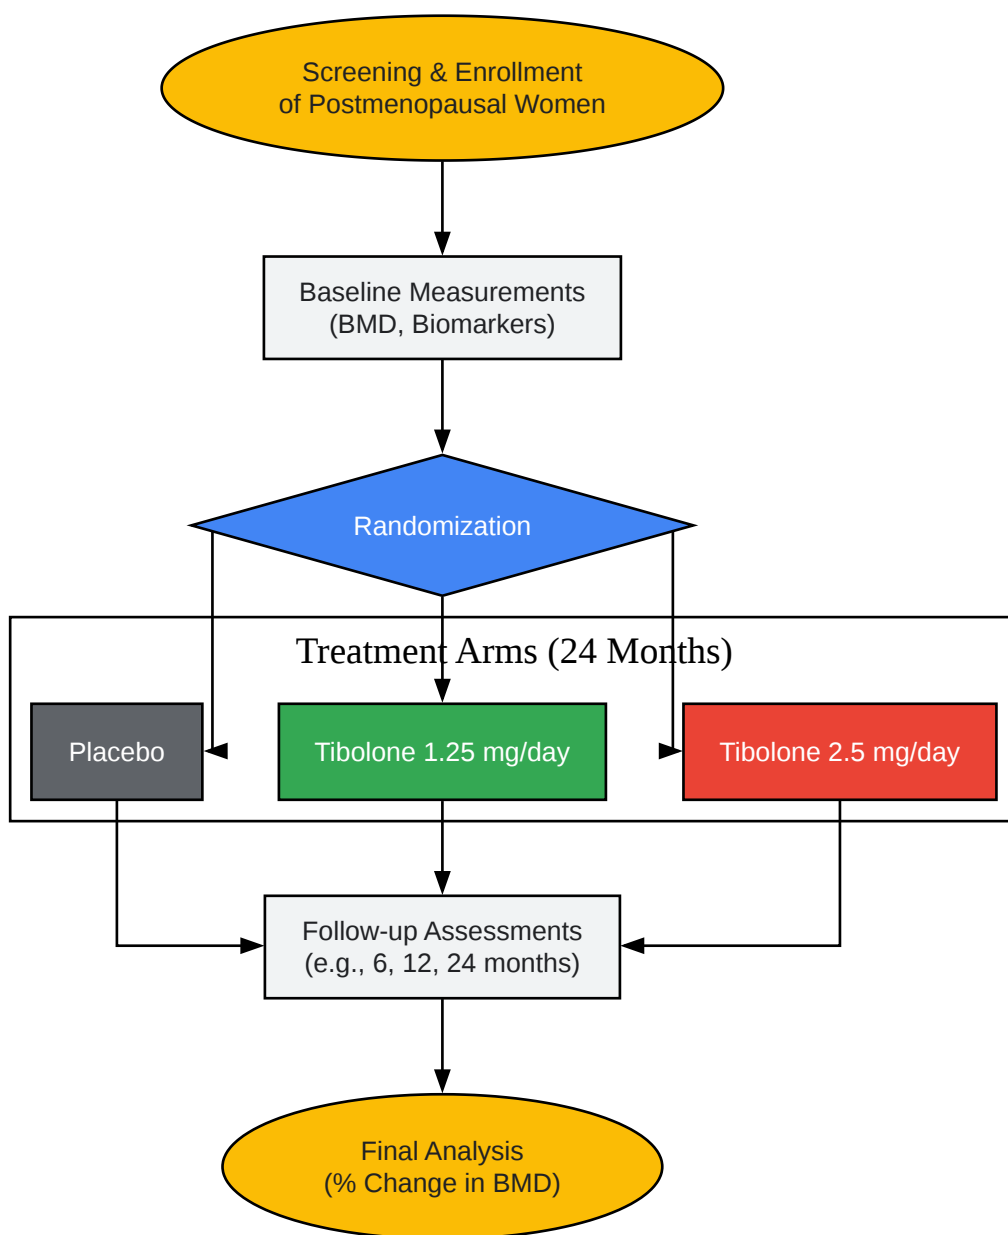 Screening & Enrollment
of Postmenopausal Women
Baseline Measurements
(BMD, Biomarkers)
Randomization
Treatment Arms (24 Months)
Placebo
Tibolone 1.25 mg/day
Tibolone 2.5 mg/day
Follow-up Assessments
(e.g., 6, 12, 24 months)
Final Analysis
(% Change in BMD)